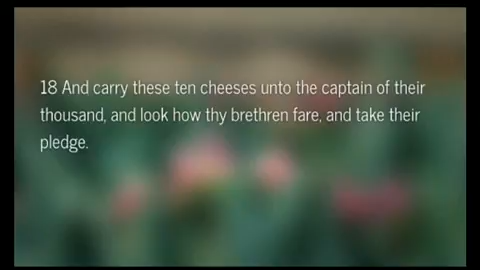 18 And carry these ten cheeses unto the captain of their
thousand, and look how thy brethren fare, and take their
pledge.